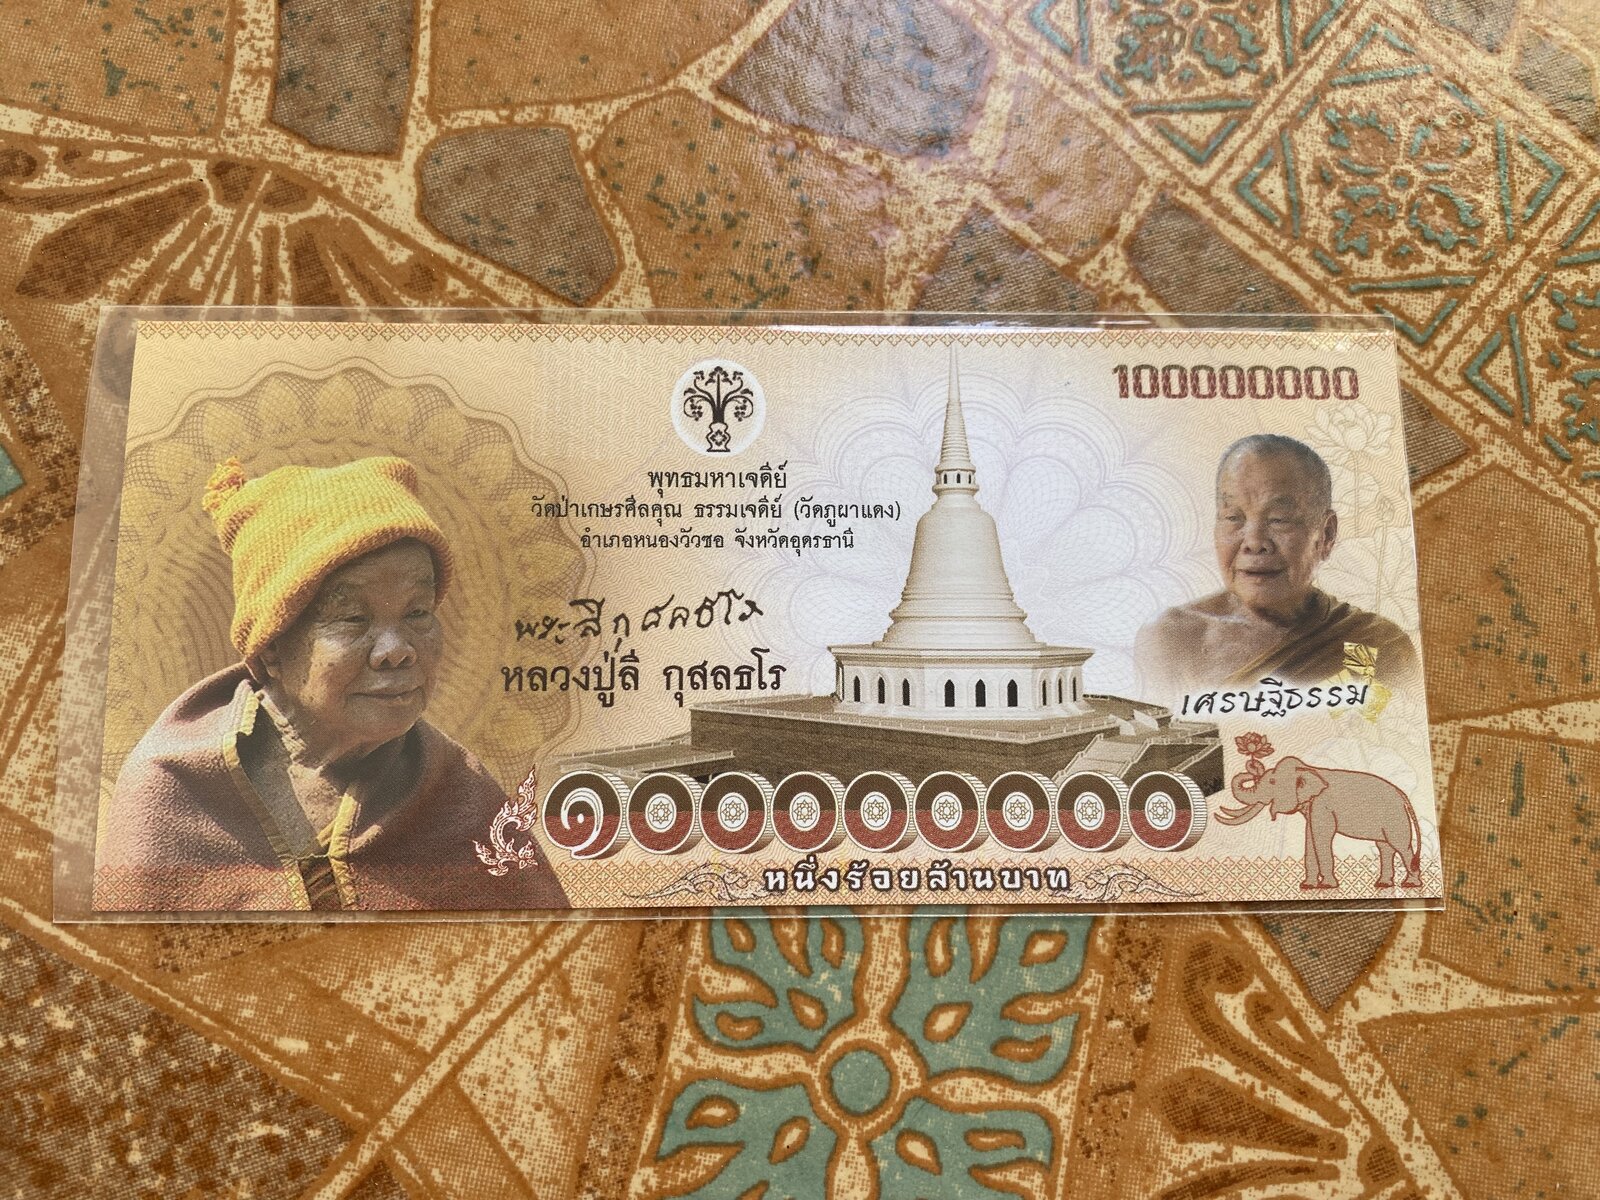 100000000
พุทธมหาเจดีย์
วัดป่าเกษรศีลคุณ ธรรมเจดีย์ (วัดภูผาแดง)
อำเภอหนองวัวซอ จังหวัดอุดรธานี
พระลี กุสลธโร
หลวงปู่ลี กุสลธโร
เศรษฐีธรรม
๑๐๐๐๐๐๐๐๐
หนึ่งร้อยล้านบาท